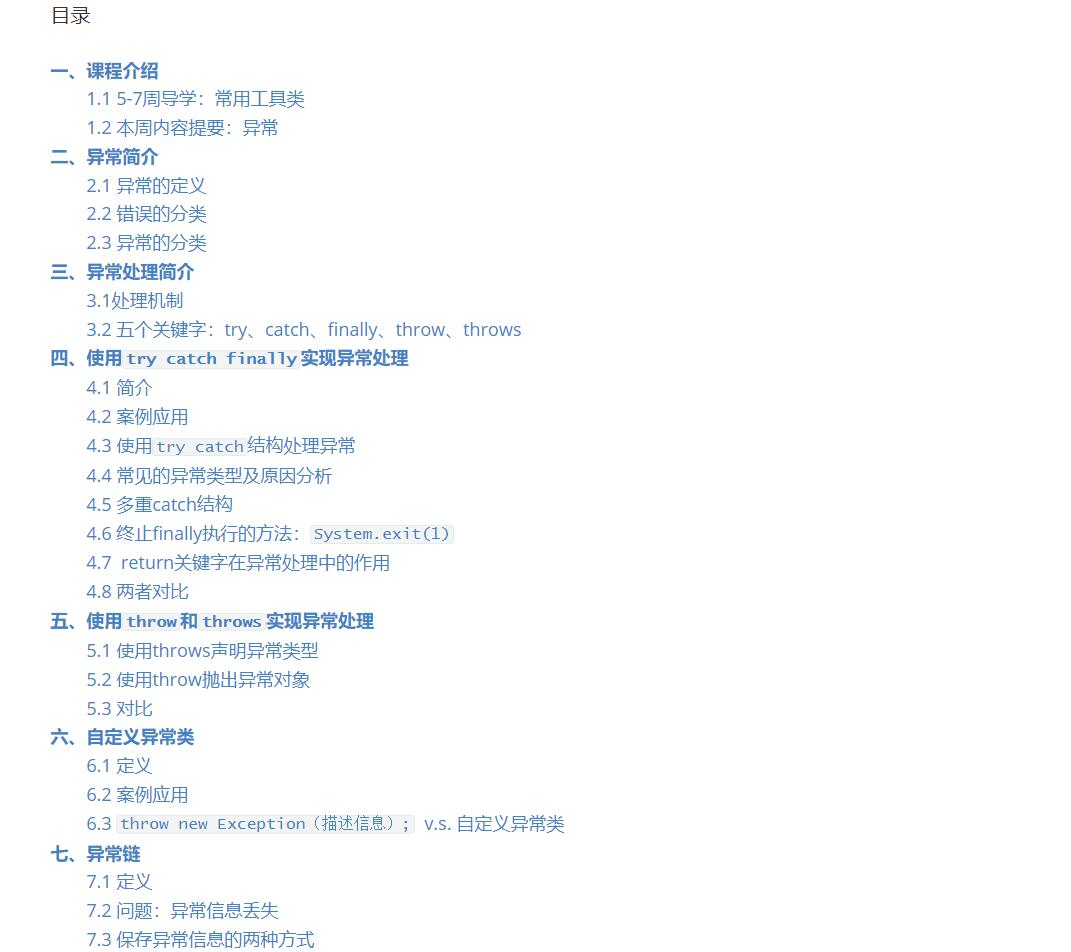 目录
一、课程介绍
1.1 5-7周导学：常用工具类
1.2 本周内容提要：异常
二、异常简介
2.1 异常的定义
2.2 错误的分类
2.3 异常的分类
三、异常处理简介
3.1处理机制
3.2 五个关键字：try、catch、finally、throw、throws
四、使用try catch finally实现异常处理
4.1 简介
4.2 案例应用
4.3 使用try catch结构处理异常
4.4 常见的异常类型及原因分析
4.5 多重catch结构
4.6 终止finally执行的方法：System.exit(1)
4.7 return关键字在异常处理中的作用
4.8 两者对比
五、使用throw和throws实现异常处理
5.1 使用throws声明异常类型
5.2 使用throw抛出异常对象
5.3 对比
六、自定义异常类
6.1 定义
6.2 案例应用
6.3 throw new Exception（描述信息）; v.s. 自定义异常类
七、异常链
7.1 定义
7.2 问题：异常信息丢失
7.3 保存异常信息的两种方式